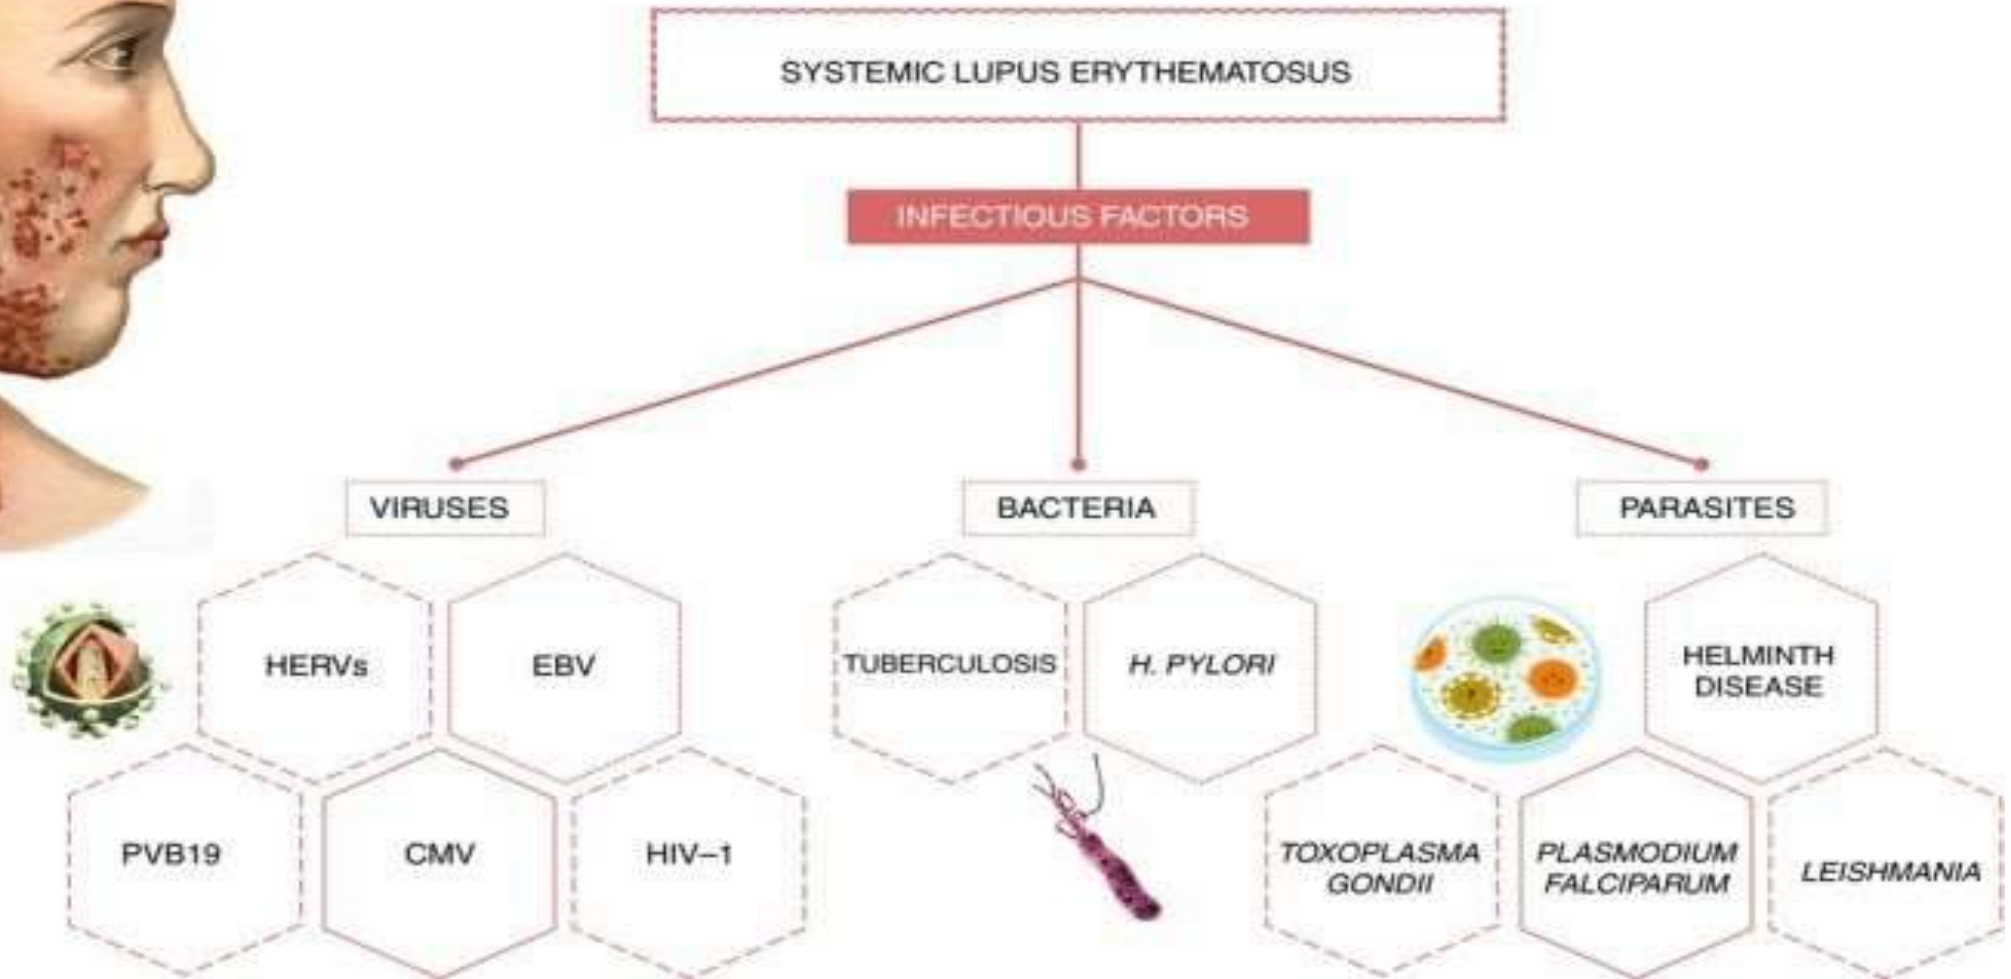 SYSTEMIC LUPUS ERYTHEMATOSUS
INFECTIOUS FACTORS
VIRUSES
BACTERIA
PARASITES
HERVs
EBV
PVB19
CMV
HIV–1
TUBERCULOSIS
H. PYLORI
HELMINTH
DISEASE
TOXOPLASMA
GONDII
PLASMODIUM
FALCIPARUM
LEISHMANIA